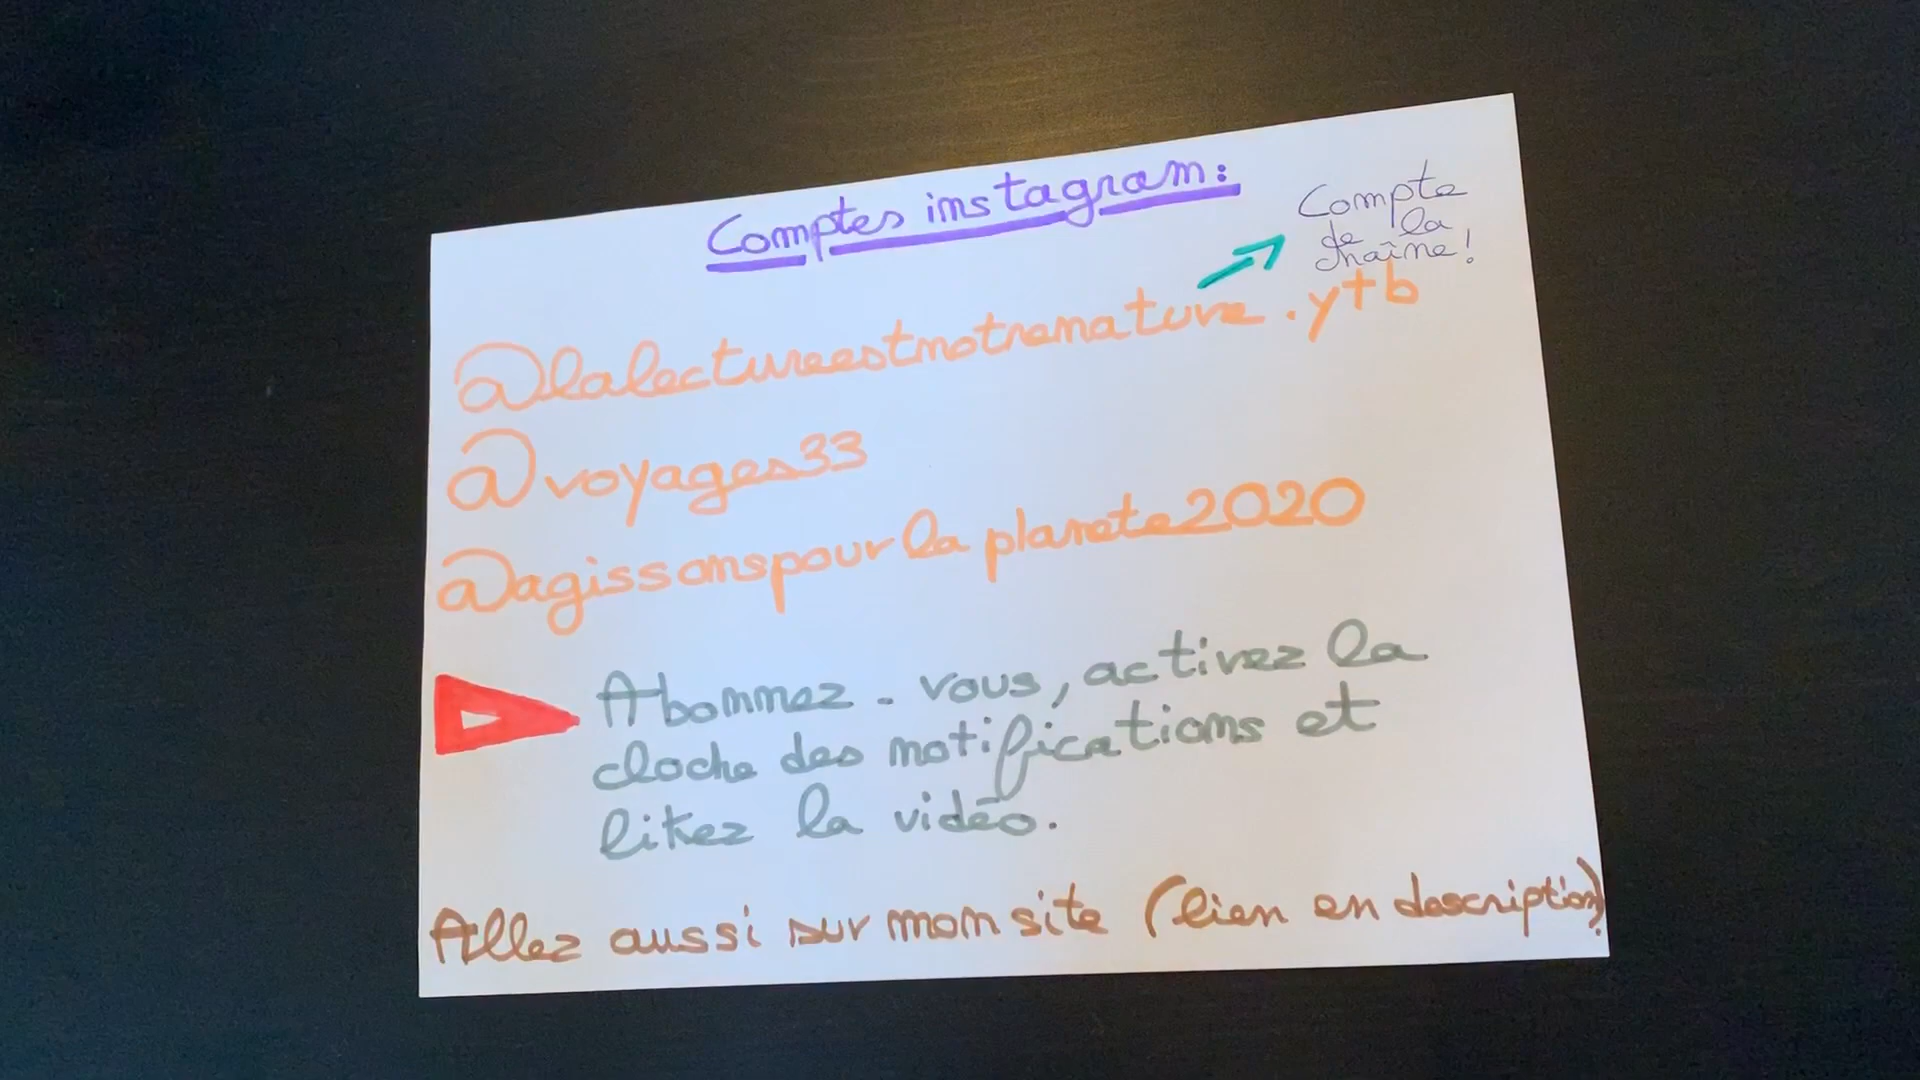 Comptes instagram:
Compte
de la
chaîne!
@lalectureestnotrenature.ytb
@voyages33
@agissonspourlaplanete2020
Abonnez-vous, activez la
cloche des notifications et
likez la vidéo.
Allez aussi sur mon site (lien en description).